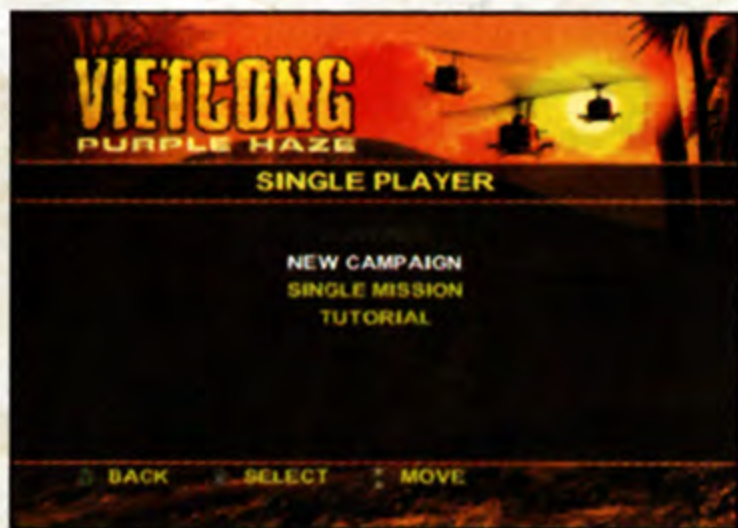 VIETCONG
PURPLE HAZE
SINGLE PLAYER
NEW CAMPAIGN
SINGLE MISSION
TUTORIAL
BACK SELECT MOVE